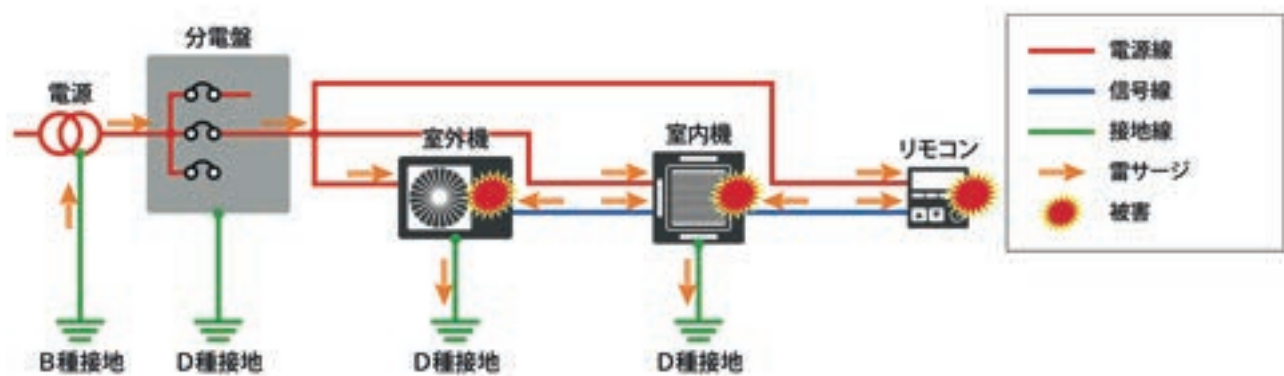 分電盤
電源
室外機
室内機
リモコン
B種接地
D種接地
D種接地
D種接地
電源線
信号線
接地線
雷サージ
被害